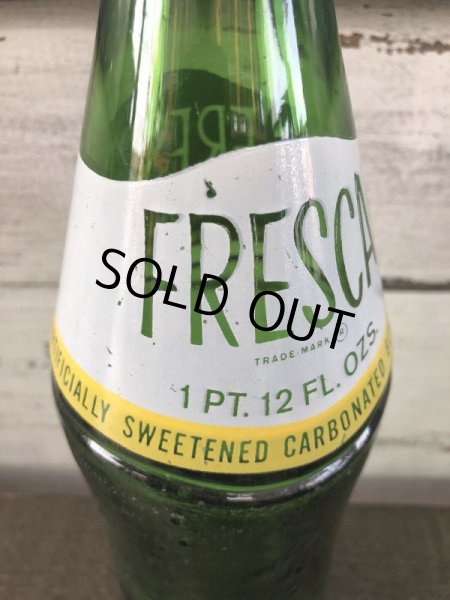 FRESCA
SOLD OUT
TRADE-MARK ®
1 PT. 12 FL. OZS.
SWEETENED CARBONATED